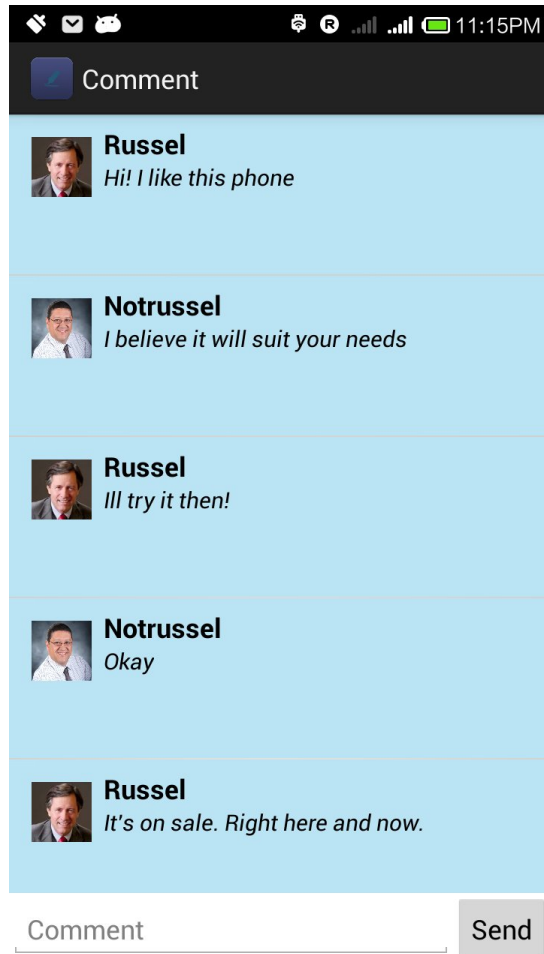 11:15PM
Comment
Russel
Hi! I like this phone
Notrussel
I believe it will suit your needs
Russel
Ill try it then!
Notrussel
Okay
Russel
It's on sale. Right here and now.
Comment
Send